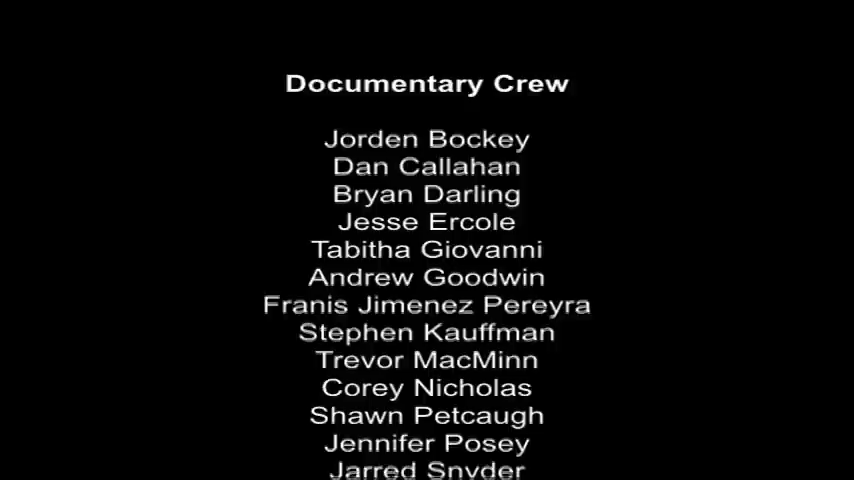 Documentary Crew
Jorden Bockey
Dan Callahan
Bryan Darling
Jesse Ercole
Tabitha Giovanni
Andrew Goodwin
Franis Jimenez Pereyra
Stephen Kauffman
Trevor MacMinn
Corey Nicholas
Shawn Petcaugh
Jennifer Posey
Jarred Snyder